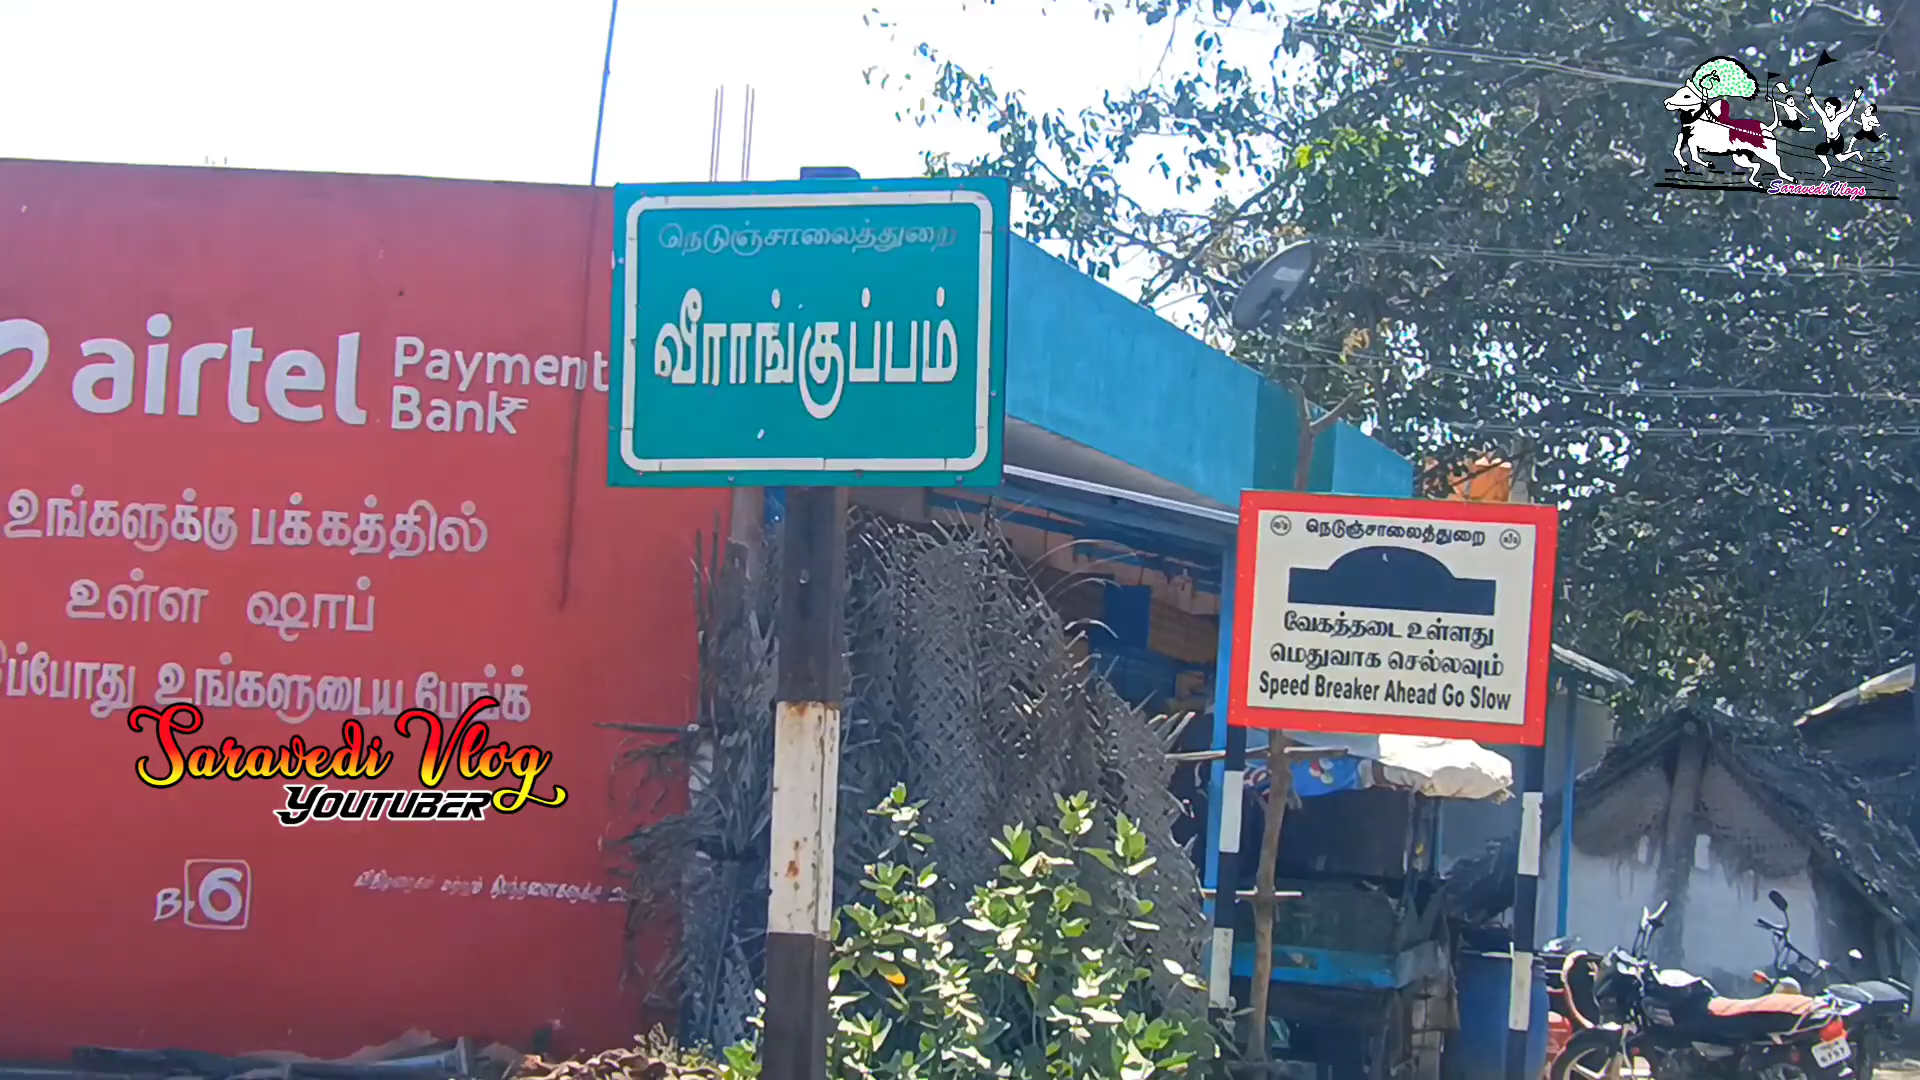 airtel Payment
Bank₹
உங்களுக்கு பக்கத்தில்
உள்ள ஷாப்
இப்போது உங்களுடைய பேங்க்
Saravedi Vlog
YOUTUBER
B-6
நெடுஞ்சாலைத்துறை
வீராங்குப்பம்
நெடுஞ்சாலைத்துறை
வேகத்தடை உள்ளது
மெதுவாக செல்லவும்
Speed Breaker Ahead Go Slow
Saravedi Vlogs